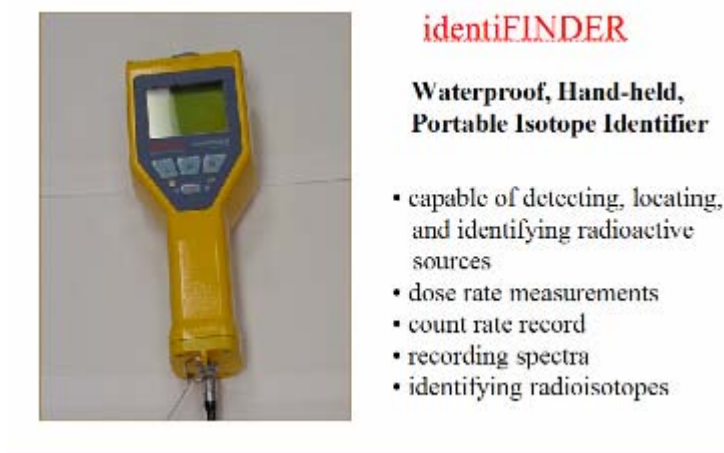 identiFINDER
Waterproof, Hand-held,
Portable Isotope Identifier
• capable of detecting, locating,
and identifying radioactive
sources
• dose rate measurements
• count rate record
• recording spectra
• identifying radioisotopes